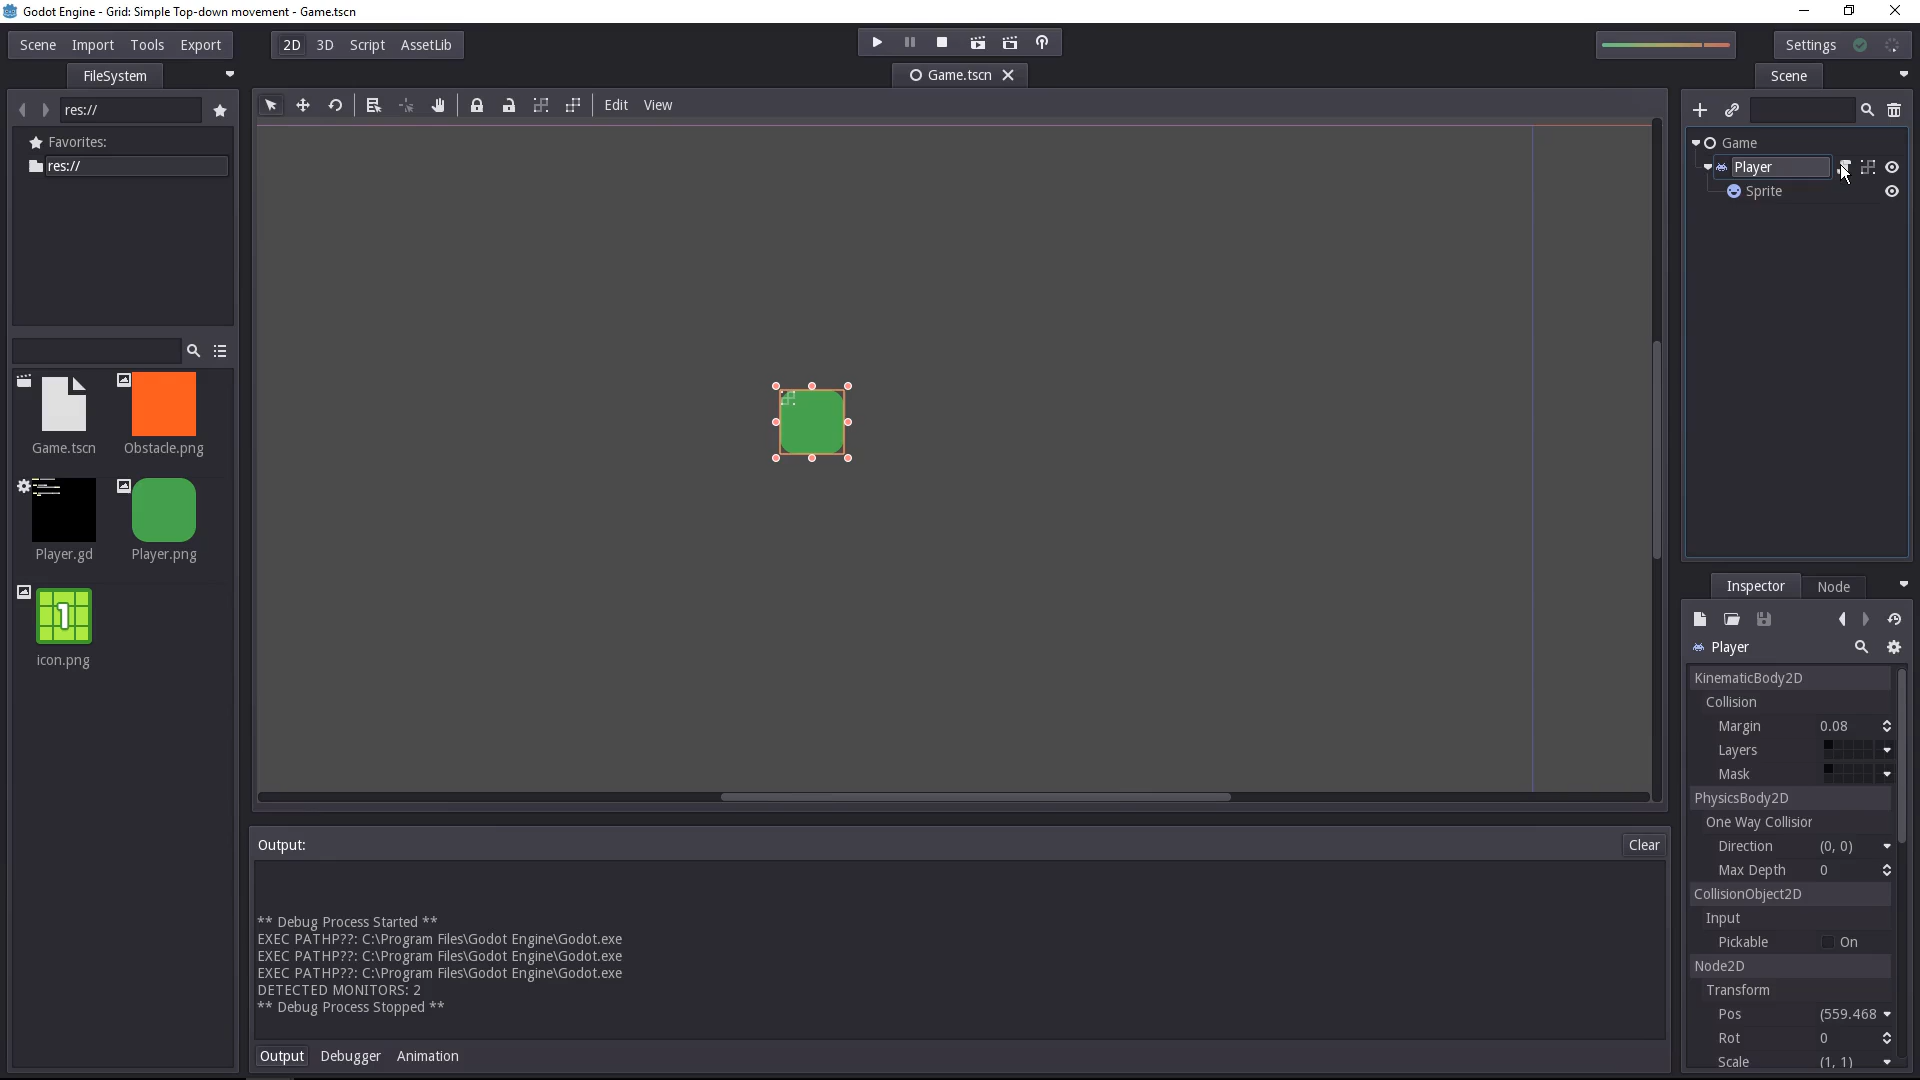 Godot Engine - Grid: Simple Top-down movement - Game.tscn
Scene Import Tools Export
2D 3D Script AssetLib
Settings
FileSystem
Game.tscn
Scene
res://
Edit View
Favorites:
res://
Game
Player
Sprite
Game.tscn
Obstacle.png
Player.gd
Player.png
1
icon.png
Inspector Node
Player
KinematicBody2D
Collision
Margin 0.08
Layers
Mask
PhysicsBody2D
One Way Collisior
Direction (0, 0)
Max Depth 0
CollisionObject2D
Input
Pickable On
Node2D
Transform
Pos (559.468
Rot 0
Scale (1, 1)
Output:
Clear
** Debug Process Started **
EXEC PATHP??: C:\Program Files\Godot Engine\Godot.exe
EXEC PATHP??: C:\Program Files\Godot Engine\Godot.exe
EXEC PATHP??: C:\Program Files\Godot Engine\Godot.exe
DETECTED MONITORS: 2
** Debug Process Stopped **
Output Debugger Animation